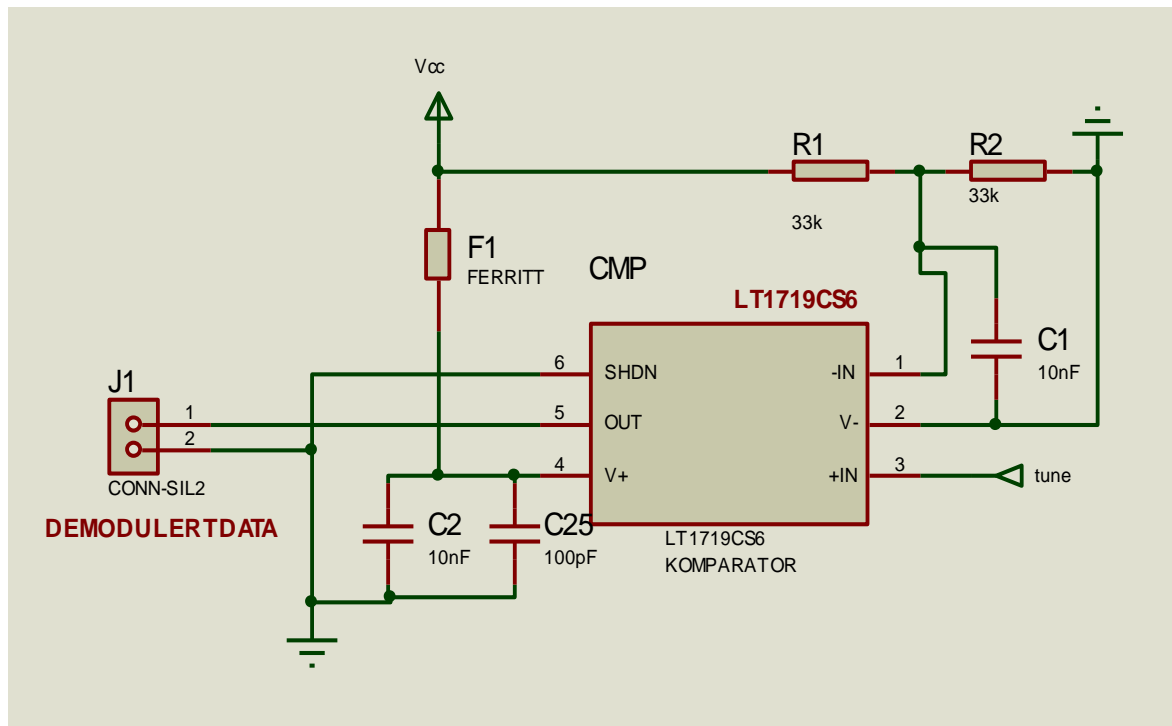 Vcc
R1
33k
R2
33k
F1
FERRITT
CMP
LT1719CS6
J1
1
2
CONN-SIL2
DEMODULERTDATA
6
SHDN
5
OUT
4
V+
-IN
1
V-
2
+IN
3
tune
C1
10nF
C2
10nF
C25
100pF
LT1719CS6
KOMPARATOR